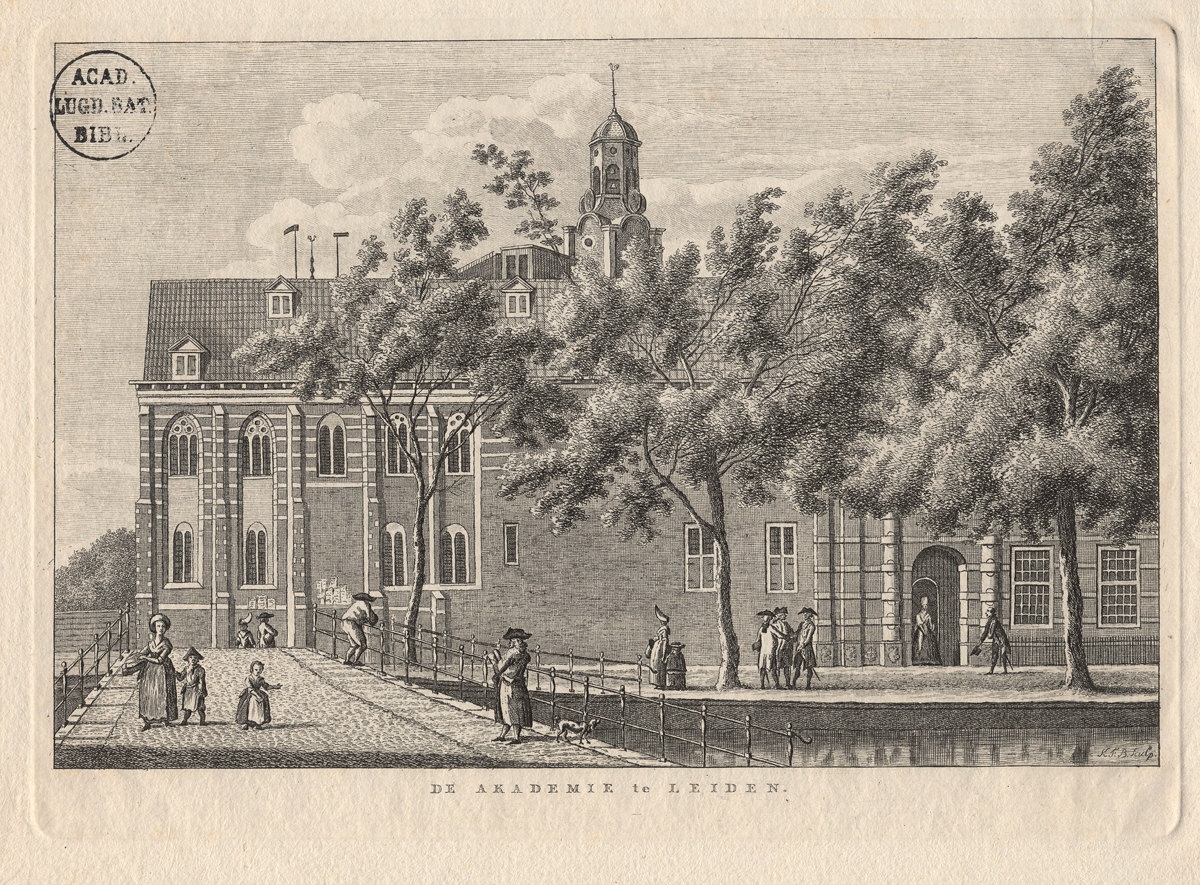 ACAD.
LUGD. BAT.
BIBL.
DE AKADEMIE te LEIDEN.